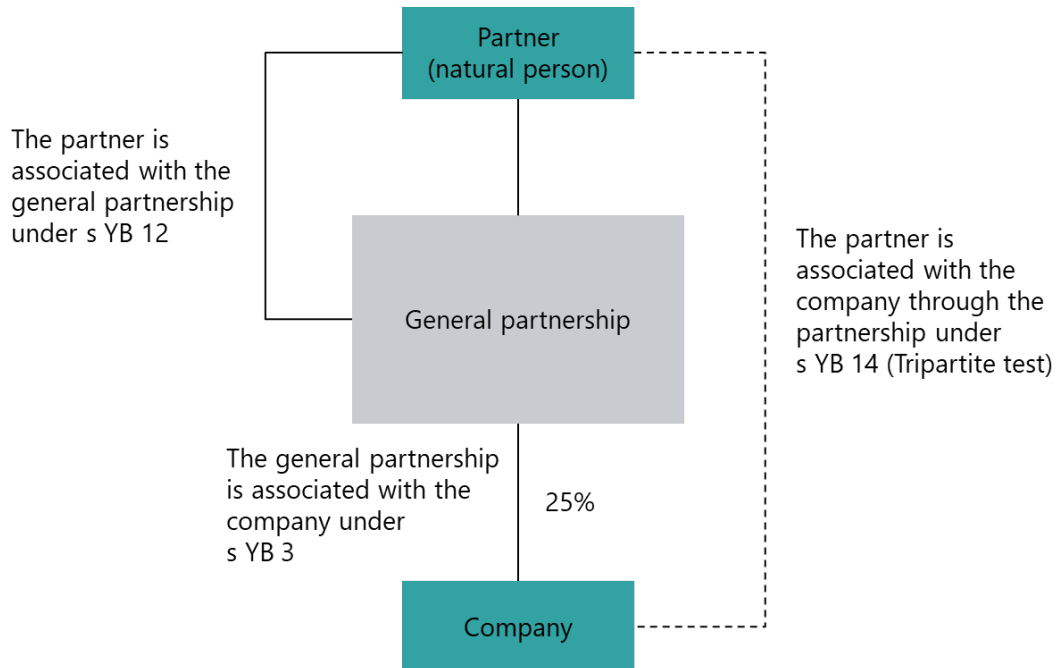 Partner
(natural person)
The partner is
associated with the
general partnership
under s YB 12
General partnership
The partner is
associated with the
company through the
partnership under
s YB 14 (Tripartite test)
The general partnership
is associated with the
company under
s YB 3
25%
Company